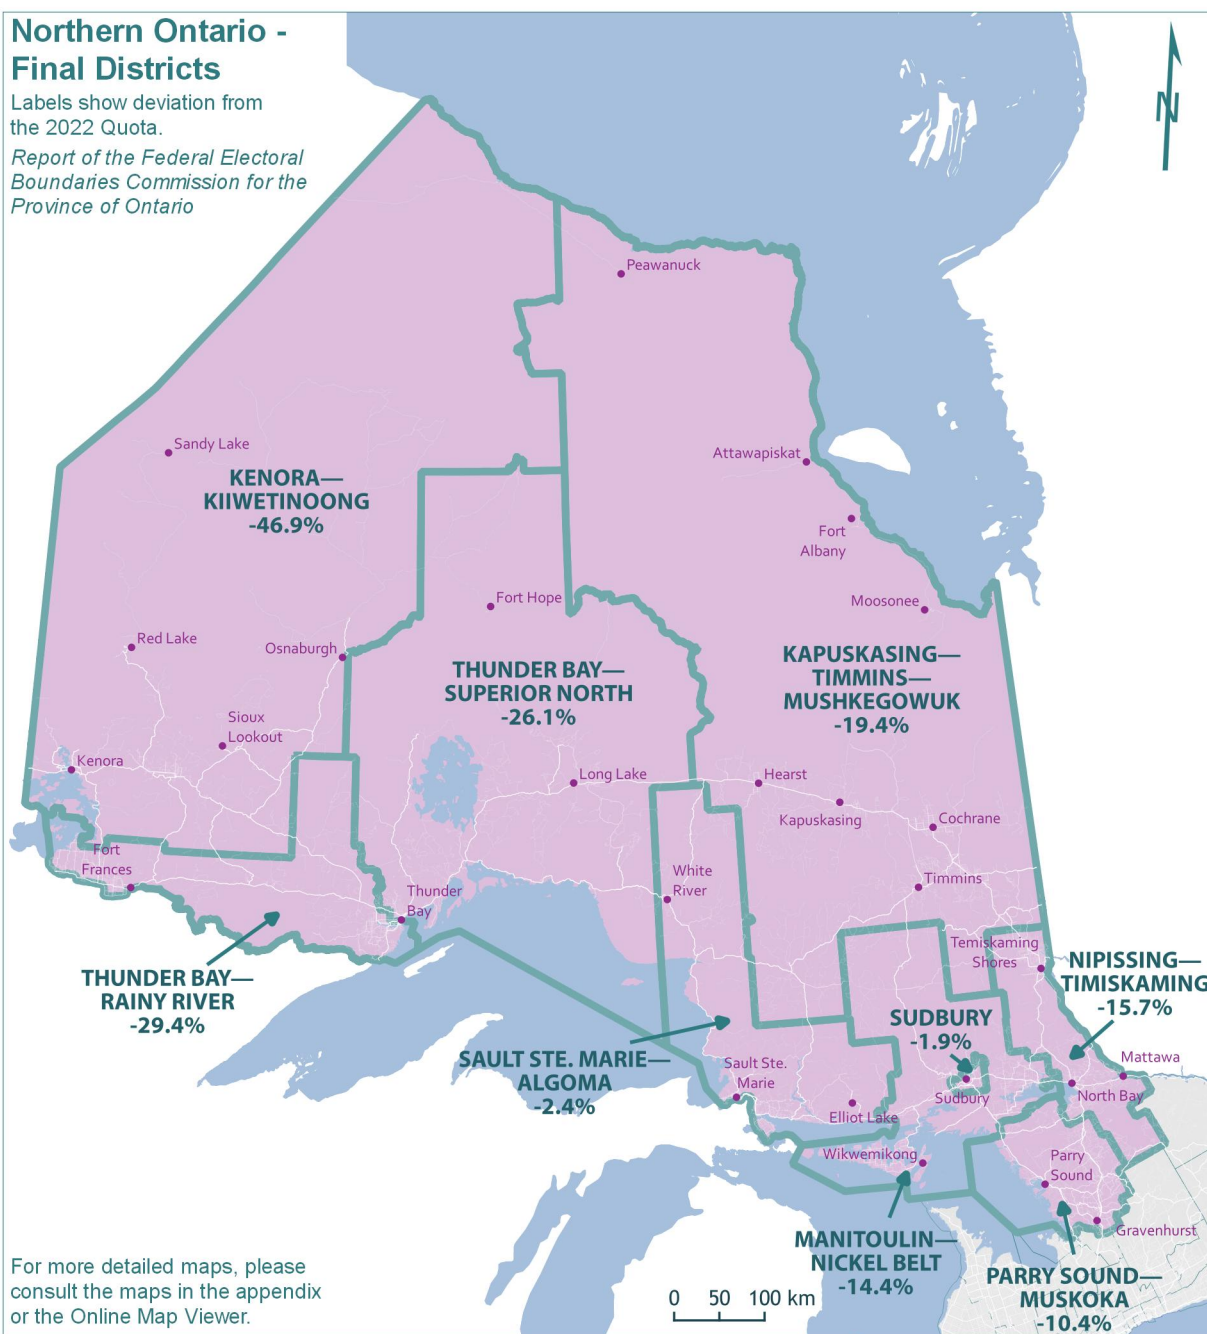 Northern Ontario -
Final Districts
Labels show deviation from
the 2022 Quota.
Report of the Federal Electoral
Boundaries Commission for the
Province of Ontario
N
Peawanuck
Sandy Lake
KENORA—
KIIWETINOONG
-46.9%
Attawapiskat
Fort
Albany
Fort Hope
Moosonee
Red Lake
Osnaburgh
THUNDER BAY—
SUPERIOR NORTH
-26.1%
KAPUSKASING—
TIMMINS—
MUSHKEGOWUK
-19.4%
Sioux
Lookout
Kenora
Long Lake
Hearst
Kapuskasing
Cochrane
Fort
Frances
White
River
Timmins
Thunder
Bay
Temiskaming
Shores
THUNDER BAY—
RAINY RIVER
-29.4%
NIPISSING—
TIMISKAMING
-15.7%
SUDBURY
-1.9%
SAULT STE. MARIE—
ALGOMA
-2.4%
Sault Ste.
Marie
Mattawa
Sudbury
North Bay
Elliot Lake
Wikwemikong
Parry
Sound
Gravenhurst
MANITOULIN—
NICKEL BELT
-14.4%
PARRY SOUND—
MUSKOKA
-10.4%
For more detailed maps, please
consult the maps in the appendix
or the Online Map Viewer.
0 50 100 km